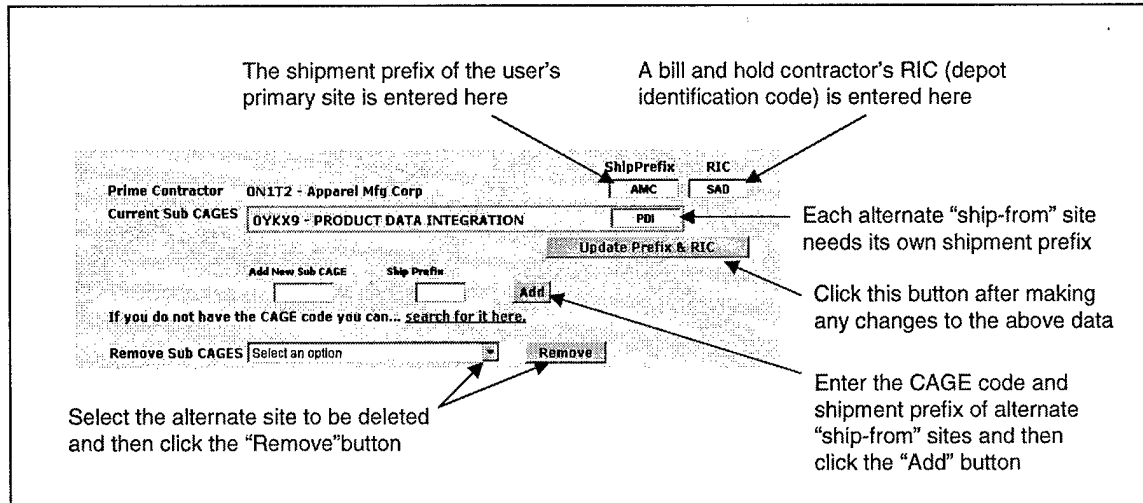 The shipment prefix of the user's
primary site is entered here
A bill and hold contractor's RIC (depot
identification code) is entered here
ShipPrefix RIC
Prime Contractor 0N1T2 - Apparel Mfg Corp AMC SAD
Current Sub CAGES 0YKX9 - PRODUCT DATA INTEGRATION PDI
Each alternate "ship-from" site
needs its own shipment prefix
Update Prefix & RIC
Click this button after making
any changes to the above data
Add New Sub CAGE Ship Prefix
Add
If you do not have the CAGE code you can... search for it here.
Remove Sub CAGES Select an option Remove
Enter the CAGE code and
shipment prefix of alternate
"ship-from" sites and then
click the "Add" button
Select the alternate site to be deleted
and then click the "Remove"button